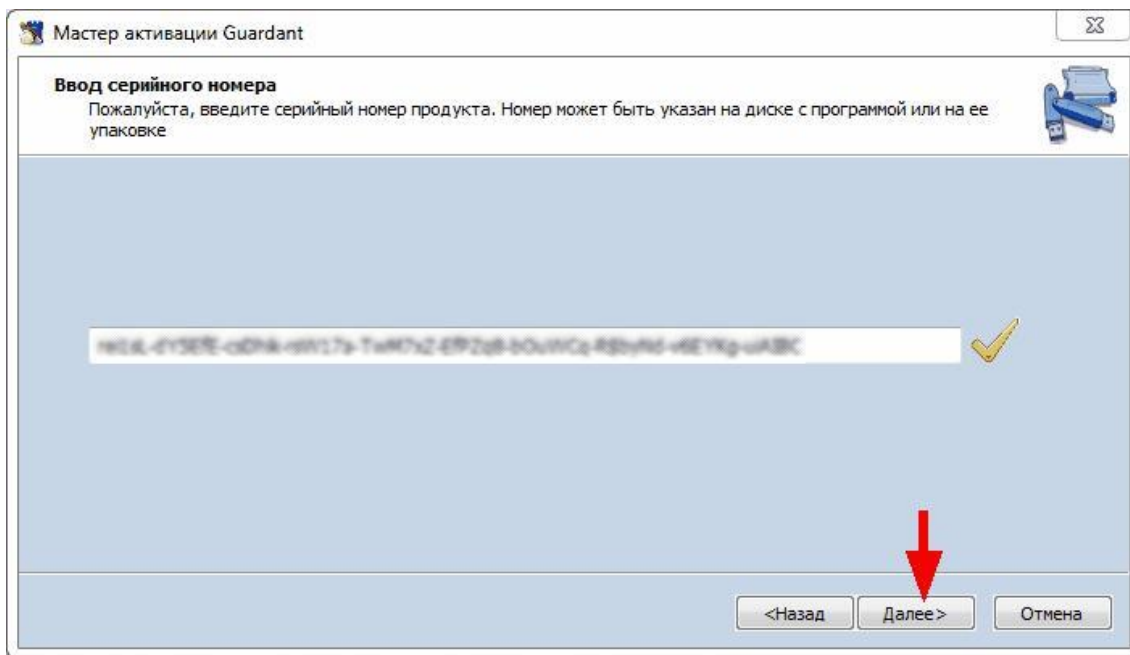 Мастер активации Guardant
Ввод серийного номера
Пожалуйста, введите серийный номер продукта. Номер может быть указан на диске с программой или на ее
упаковке
<Назад
Далее>
Отмена